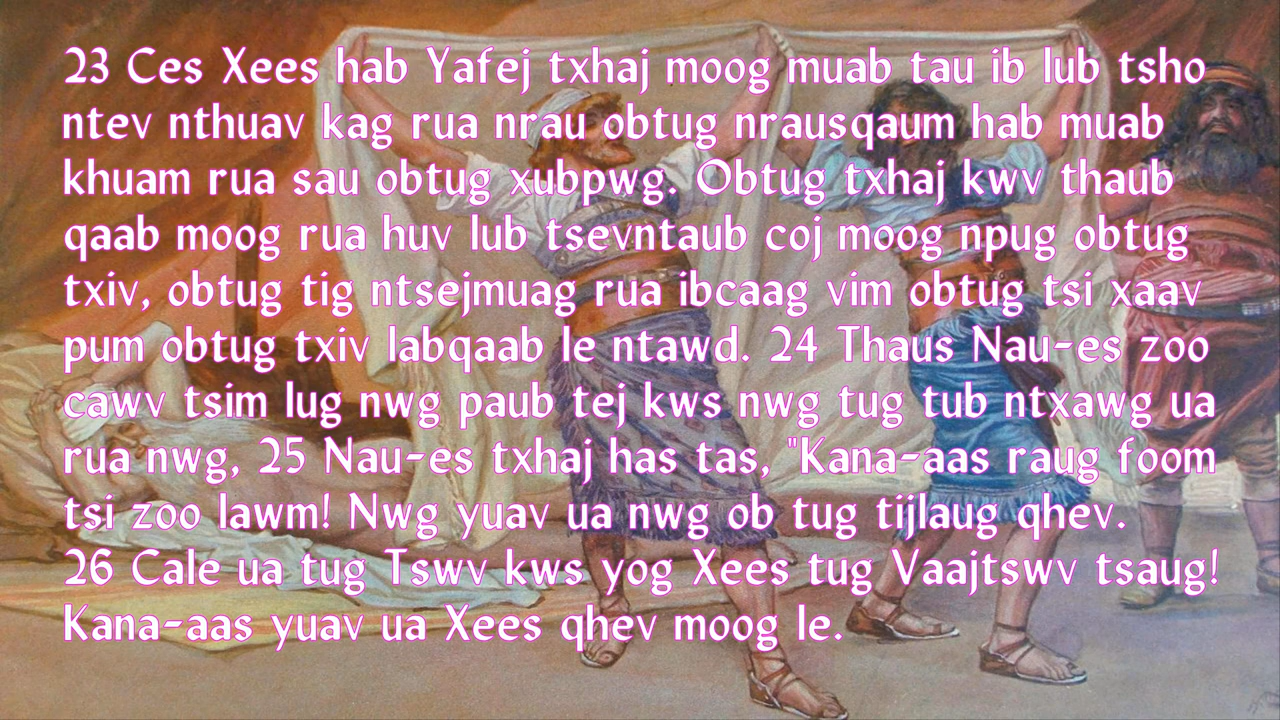 23 Ces Xees hab Yafej txhaj moog muab tau ib lub tsho
ntev nthuav kag rua nrau obtug nrausqaum hab muab
khuam rua sau obtug xubpwg. Obtug txhaj kwv thaub
qaab moog rua huv lub tsevntaub coj moog npug obtug
txiv, obtug tig ntsejmuag rua ibcaag vim obtug tsi xaav
pum obtug txiv labqaab le ntawd. 24 Thaus Nau-es zoo
cawv tsim lug nwg paub tej kws nwg tug tub ntxawg ua
rua nwg, 25 Nau-es txhaj has tas, "Kana-aas raug foom
tsi zoo lawm! Nwg yuav ua nwg ob tug tijlaug qhev.
26 Cale ua tug Tswv kws yog Xees tug Vaajtswv tsaug!
Kana-aas yuav ua Xees qhev moog le.